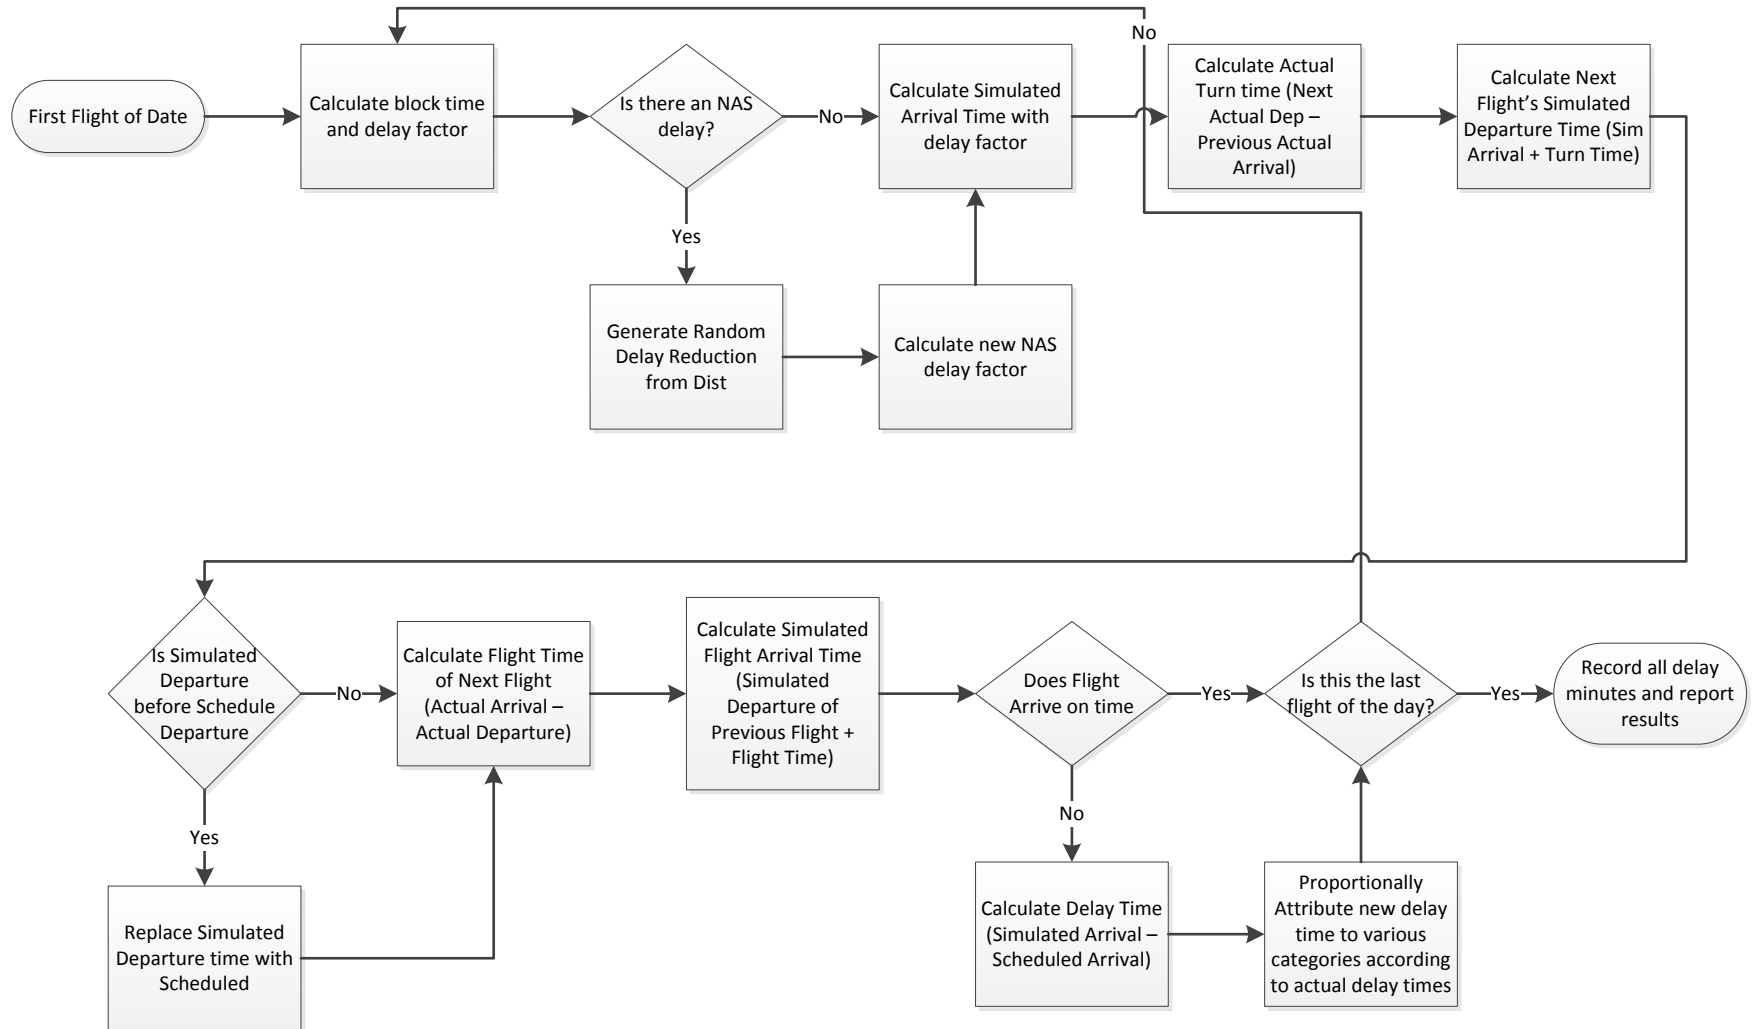 No
First Flight of Date
Calculate block time
and delay factor
Is there an NAS
delay?
No
Calculate Simulated
Arrival Time with
delay factor
Calculate Actual
Turn time (Next
Actual Dep –
Previous Actual
Arrival)
Calculate Next
Flight’s Simulated
Departure Time (Sim
Arrival + Turn Time)
Yes
Generate Random
Delay Reduction
from Dist
Calculate new NAS
delay factor
Is Simulated
Departure
before Schedule
Departure
No
Calculate Flight Time
of Next Flight
(Actual Arrival –
Actual Departure)
Calculate Simulated
Flight Arrival Time
(Simulated
Departure of
Previous Flight +
Flight Time)
Does Flight
Arrive on time
Yes
Is this the last
flight of the day?
Yes
Record all delay
minutes and report
results
Yes
No
Replace Simulated
Departure time with
Scheduled
Calculate Delay Time
(Simulated Arrival –
Scheduled Arrival)
Proportionally
Attribute new delay
time to various
categories according
to actual delay times